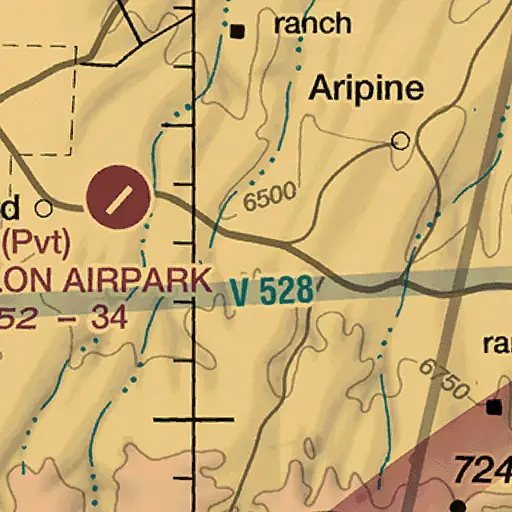 ranch
Aripine
6500
d
(Pvt)
LON AIRPARK
52 - 34
V 528
ra
6750
724